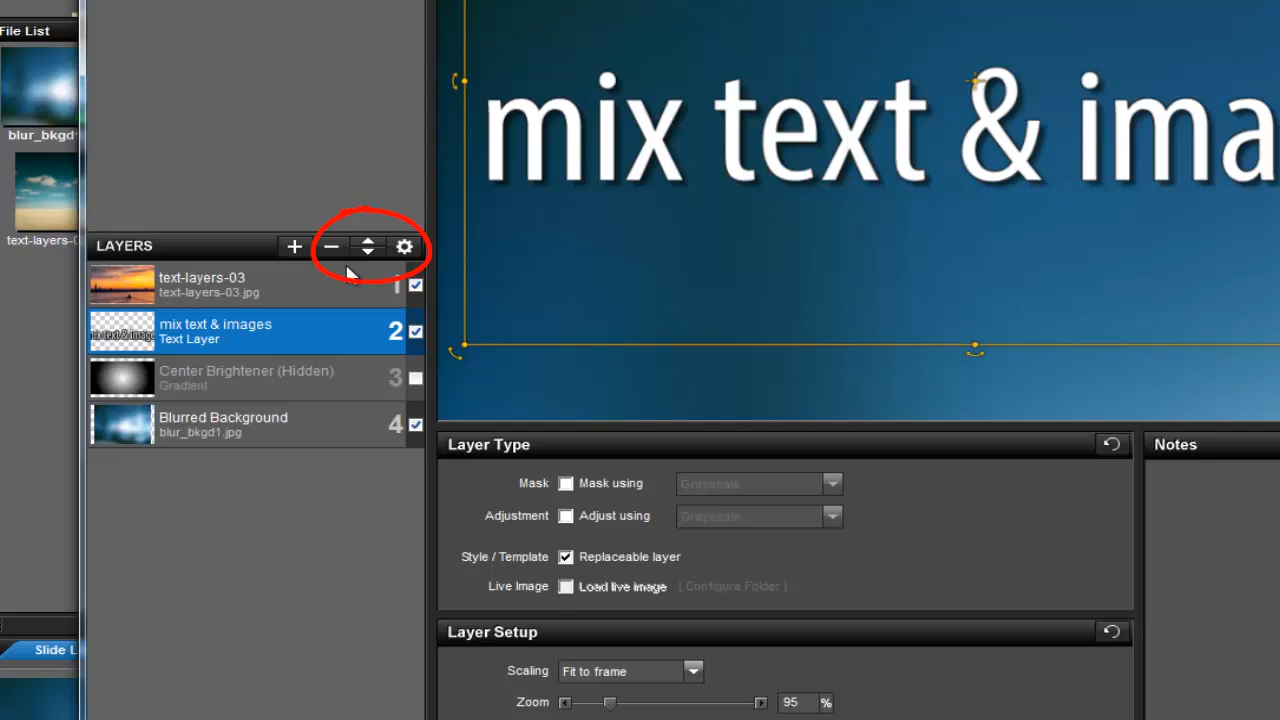 File List
blur_bkgd1
text-layers-0
mix text & ima
LAYERS
text-layers-03
text-layers-03.jpg
1
mix text & images
Text Layer
2
Center Brightener (Hidden)
Gradient
3
Blurred Background
blur_bkgd1.jpg
4
Layer Type
Mask
Mask using
Grayscale
Adjustment
Adjust using
Grayscale
Style / Template
Replaceable layer
Live Image
Load live image
[ Configure Folder ]
Layer Setup
Scaling
Fit to frame
Zoom
95
%
Notes
Slide L